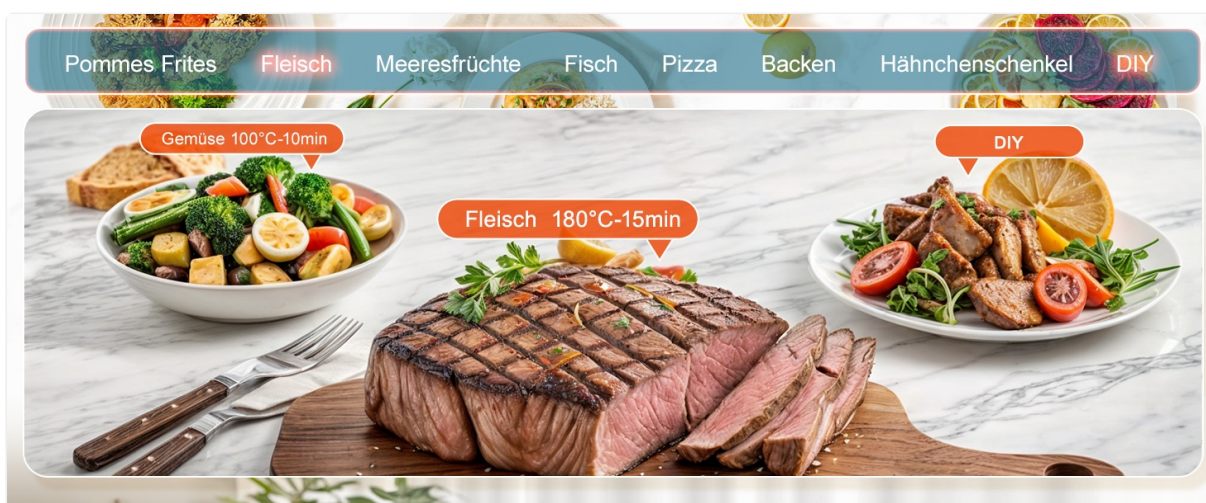 Pommes Frites Fleisch Meeresfrüchte Fisch Pizza Backen Hähnchenschenkel DIY
Gemüse 100°C-10min
DIY
Fleisch 180°C-15min